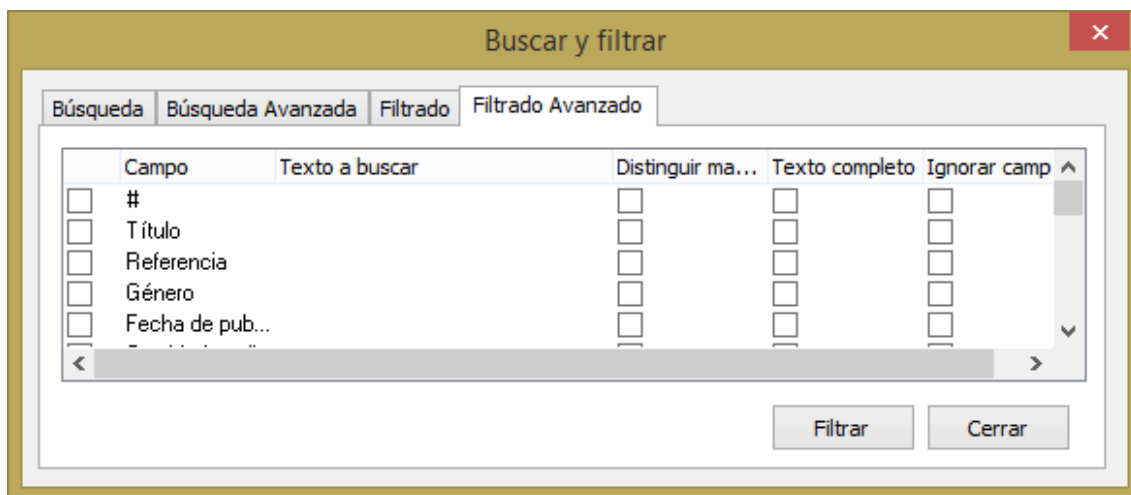 Buscar y filtrar
Búsqueda Búsqueda Avanzada Filtrado Filtrado Avanzado
Campo Texto a buscar Distinguir ma... Texto completo Ignorar camp
#
Título
Referencia
Género
Fecha de pub...
Filtrar Cerrar